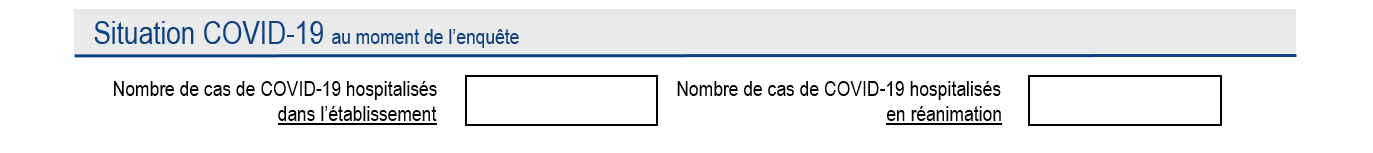 Situation COVID-19 au moment de l'enquête
Nombre de cas de COVID-19 hospitalisés
dans l'établissement
Nombre de cas de COVID-19 hospitalisés
en réanimation